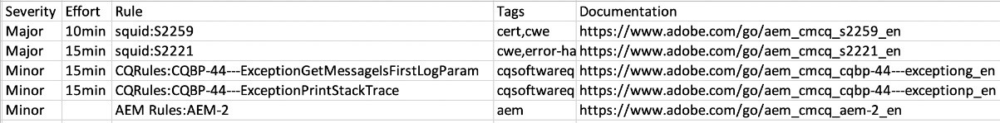 Severity Effort Rule Tags Documentation
Major 10min squid:S2259 cert,cwe https://www.adobe.com/go/aem_cmcq_s2259_en
Major 15min squid:S2221 cwe,error-ha https://www.adobe.com/go/aem_cmcq_s2221_en
Minor 15min CQRules:CQBP-44---ExceptionGetMessageIsFirstLogParam cqsoftwareq https://www.adobe.com/go/aem_cmcq_cqbp-44---exceptiong_en
Minor 15min CQRules:CQBP-44---ExceptionPrintStackTrace cqsoftwareq https://www.adobe.com/go/aem_cmcq_cqbp-44---exceptionp_en
Minor AEM Rules:AEM-2 aem https://www.adobe.com/go/aem_cmcq_aem-2_en